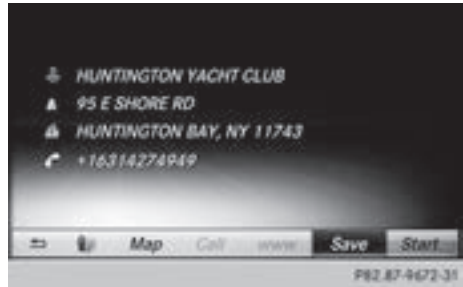 HUNTINGTON YACHT CLUB
95 E SHORE RD
HUNTINGTON BAY, NY 11743
+16314274949
Map Call www Save Start
P82.87-9672-31